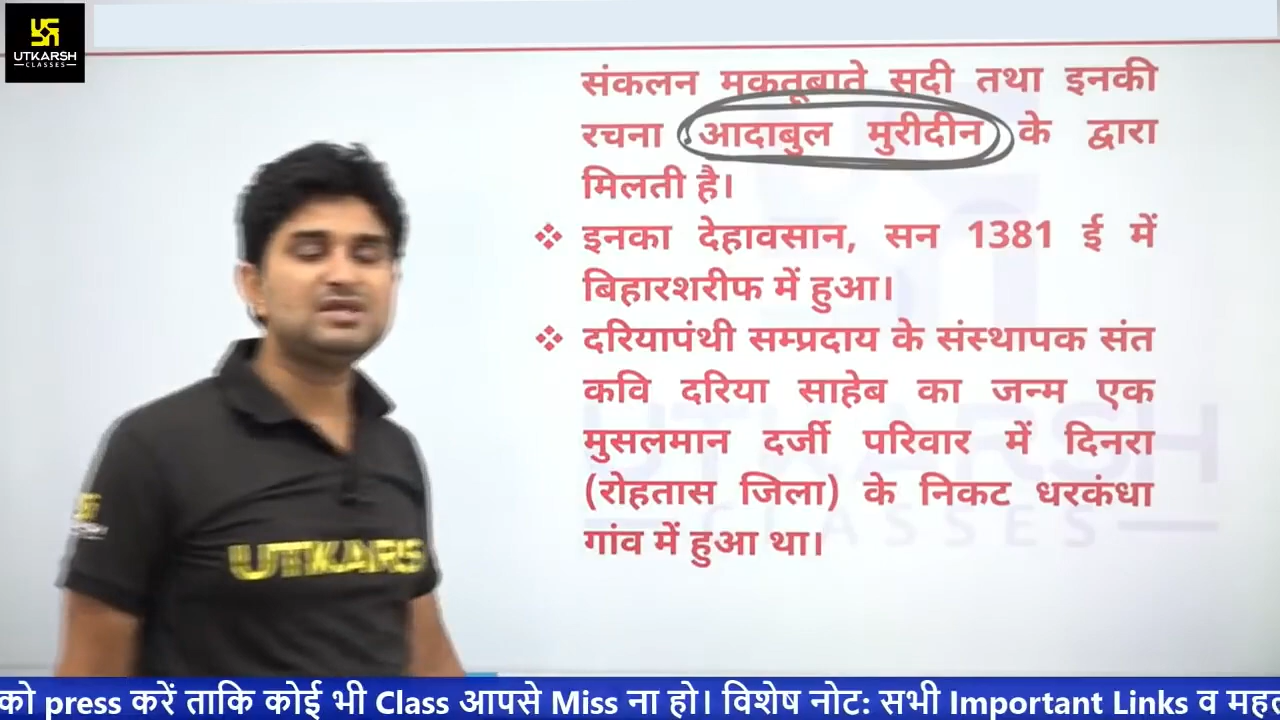 UTKARSH
CLASSES
संकलन मकतूबाते सदी तथा इनकी
रचना आदाबुल मुरीदीन के द्वारा
मिलती है।
❖ इनका देहावसान, सन 1381 ई में
बिहारशरीफ में हुआ।
❖ दरियापंथी सम्प्रदाय के संस्थापक संत
कवि दरिया साहेब का जन्म एक
मुसलमान दर्जी परिवार में दिनरा
(रोहतास जिला) के निकट धरकंधा
गांव में हुआ था।
UTKARSH
CLASSES
UTKARS
को press करें ताकि कोई भी Class आपसे Miss ना हो। विशेष नोट: सभी Important Links व